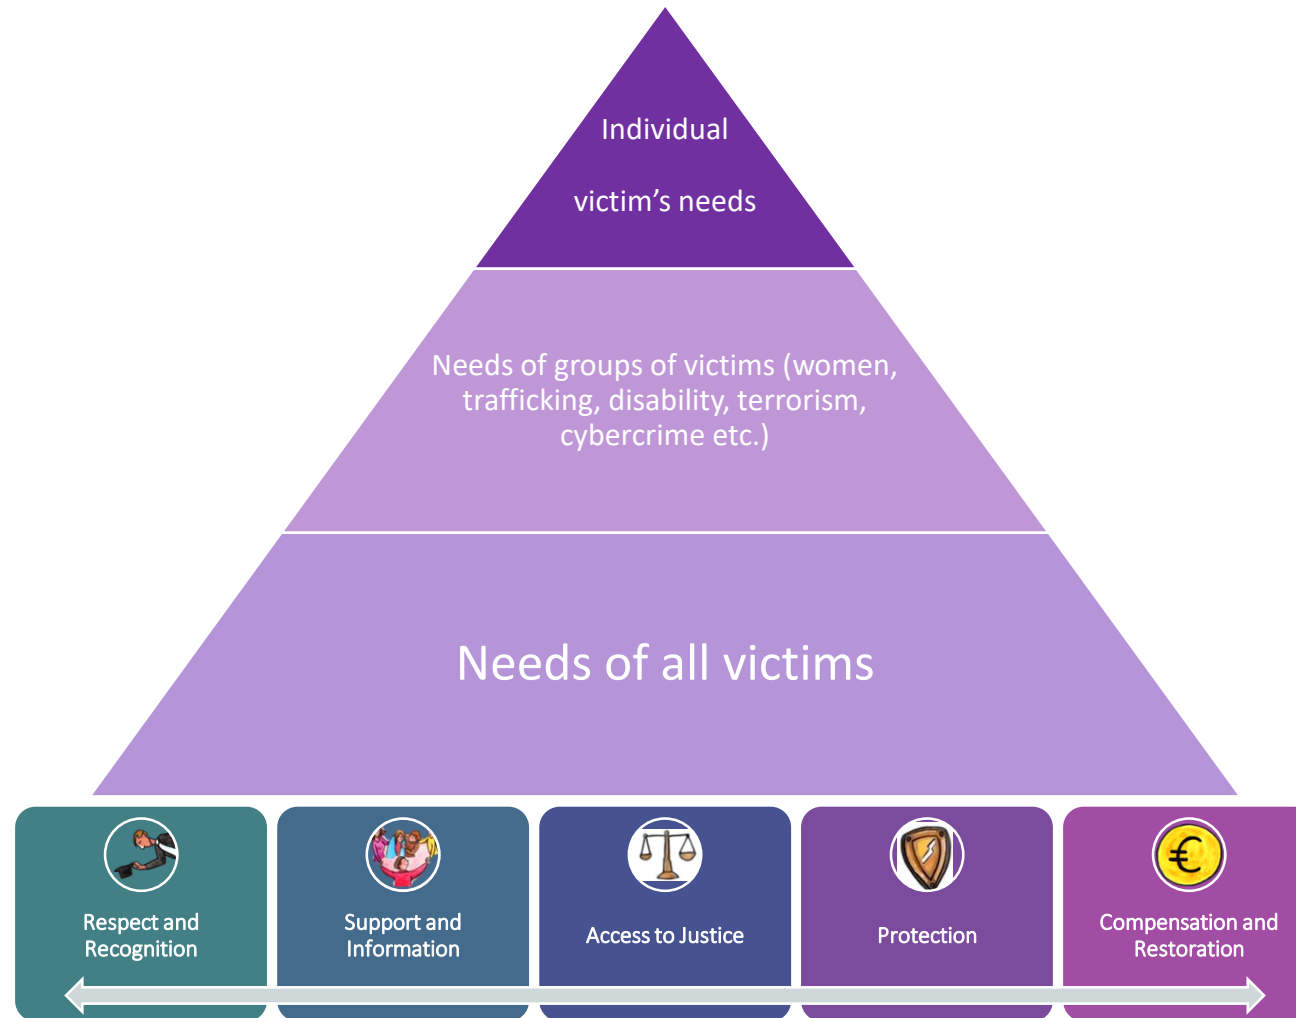 Individual
victim’s needs
Needs of groups of victims (women,
trafficking, disability, terrorism,
cybercrime etc.)
Needs of all victims
Respect and
Recognition
Support and
Information
Access to Justice
Protection
€
Compensation and
Restoration